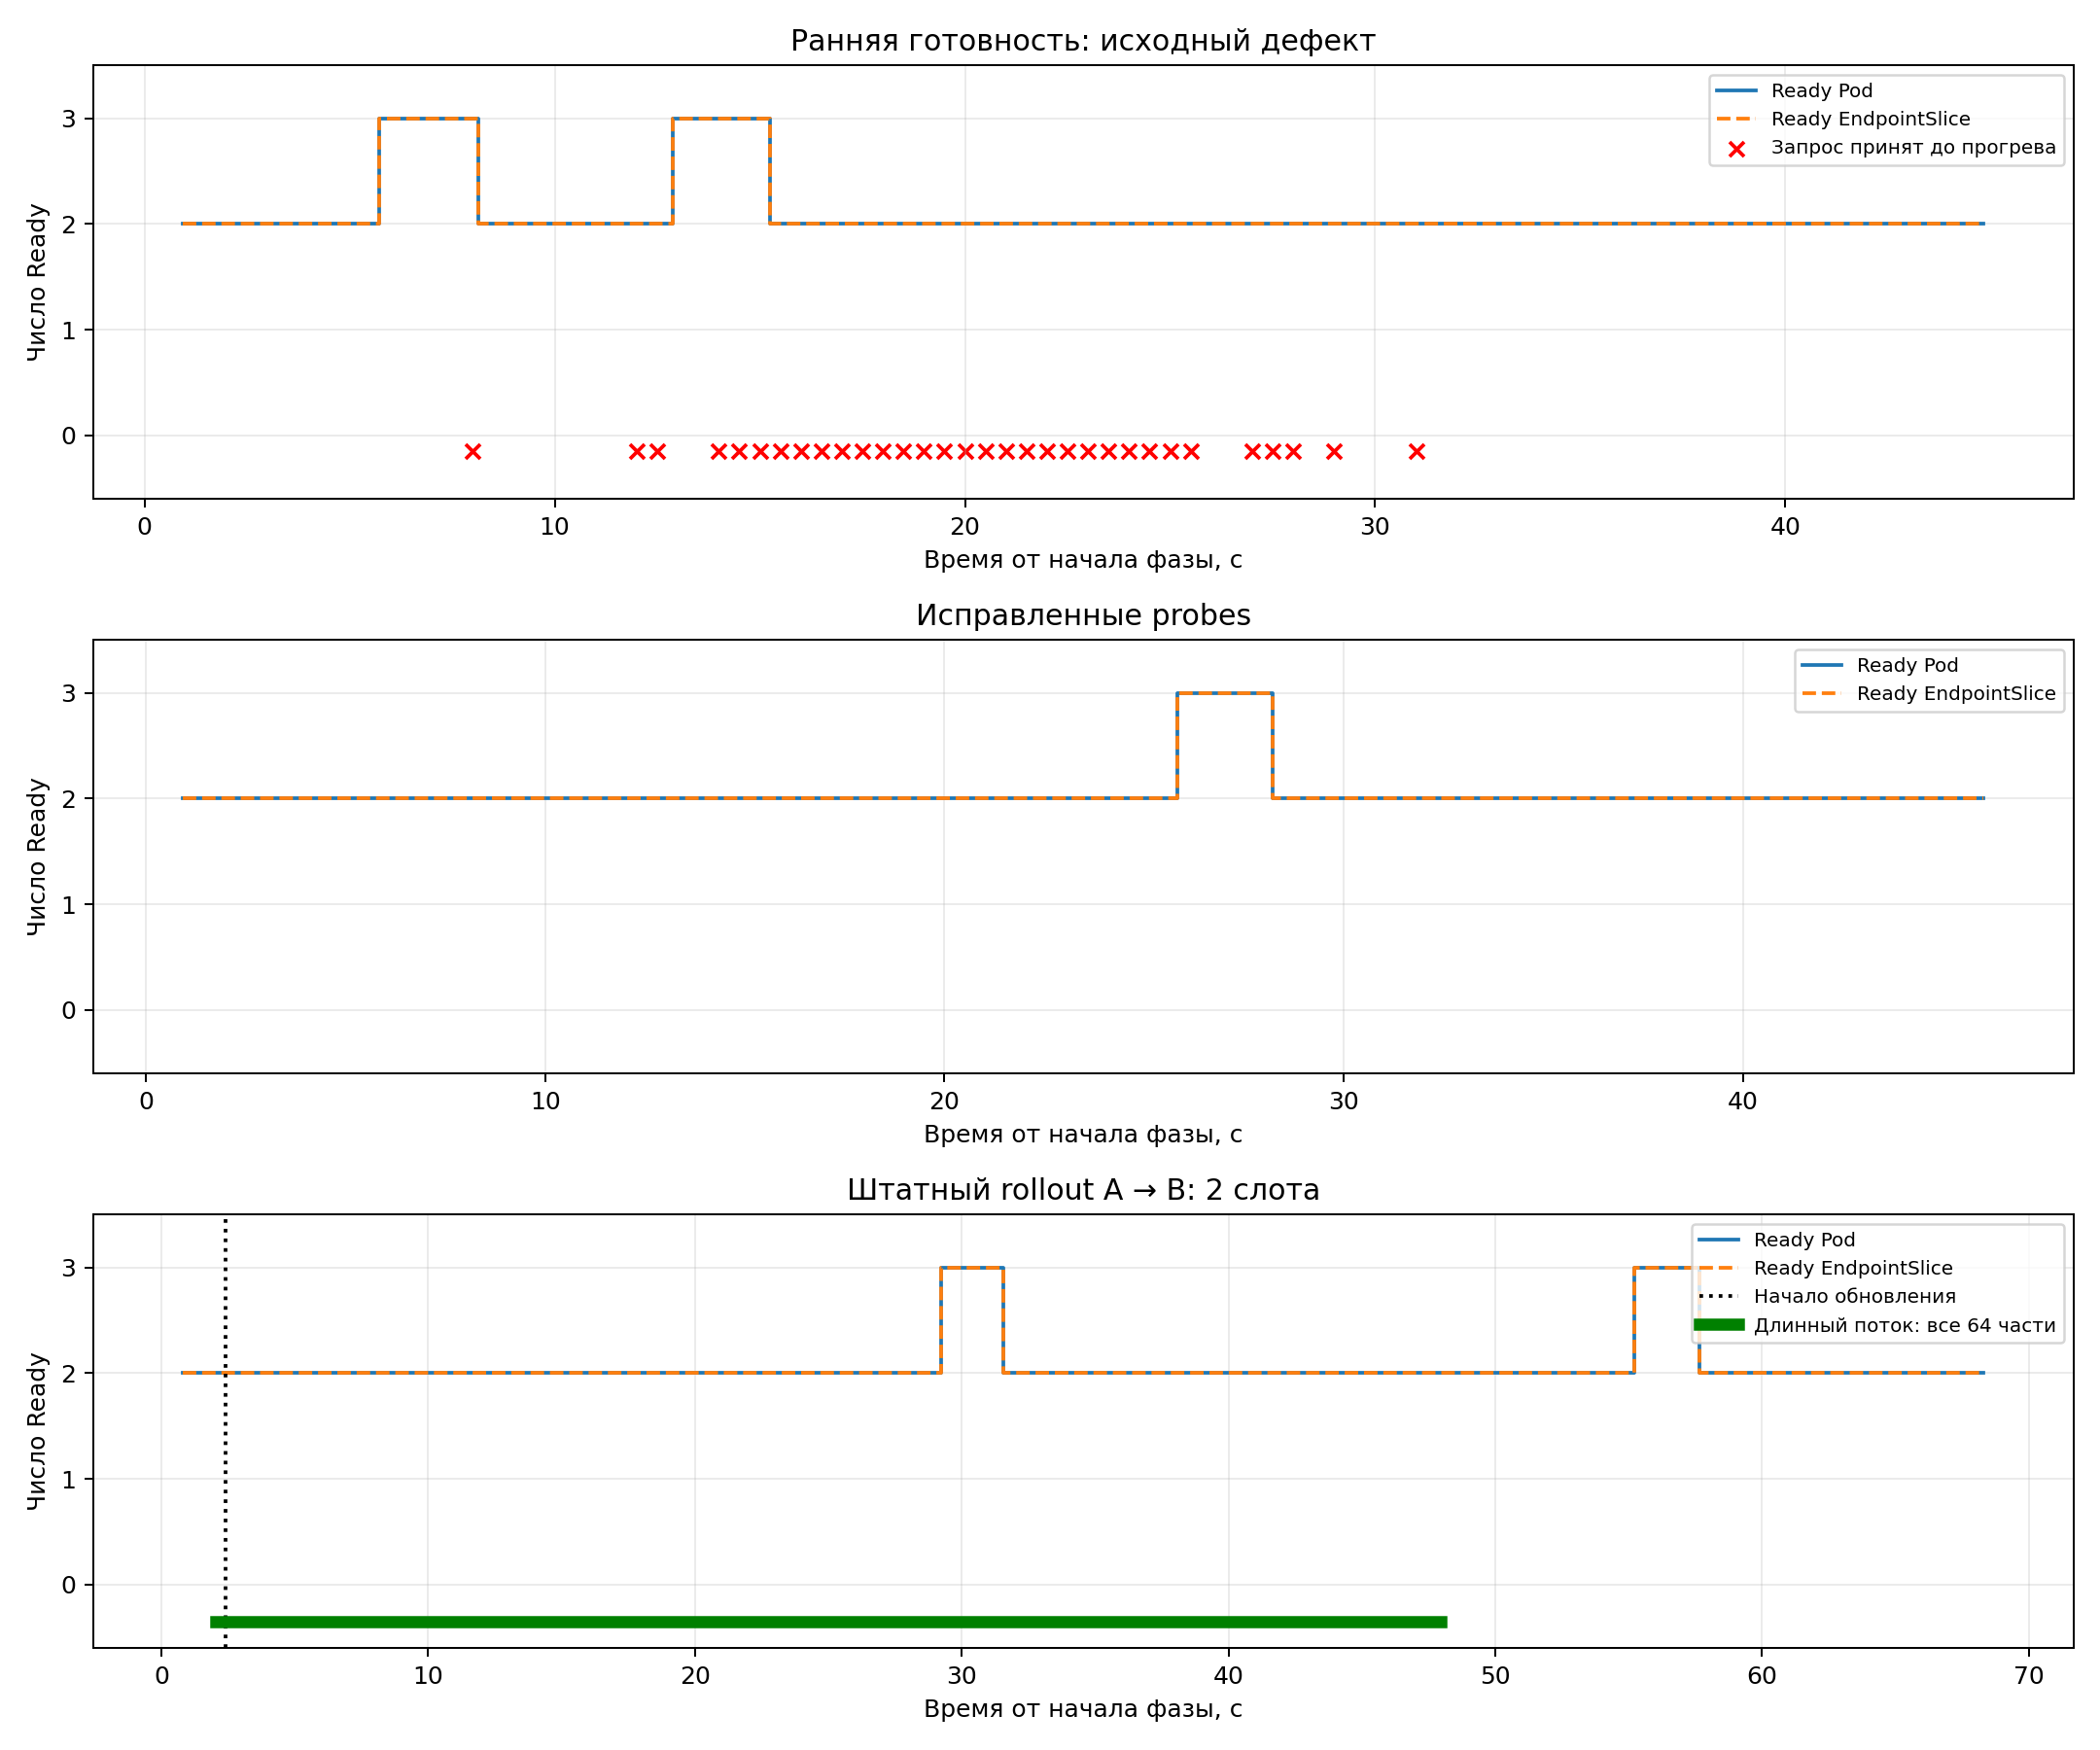 Ранняя готовность: исходный дефект
Число Ready
3
2
1
0
Ready Pod
Ready EndpointSlice
Запрос принят до прогрева
0 10 20 30 40
Время от начала фазы, с
Исправленные probes
Число Ready
3
2
1
0
Ready Pod
Ready EndpointSlice
0 10 20 30 40
Время от начала фазы, с
Штатный rollout A → B: 2 слота
Число Ready
3
2
1
0
Ready Pod
Ready EndpointSlice
Начало обновления
Длинный поток: все 64 части
0 10 20 30 40 50 60 70
Время от начала фазы, с